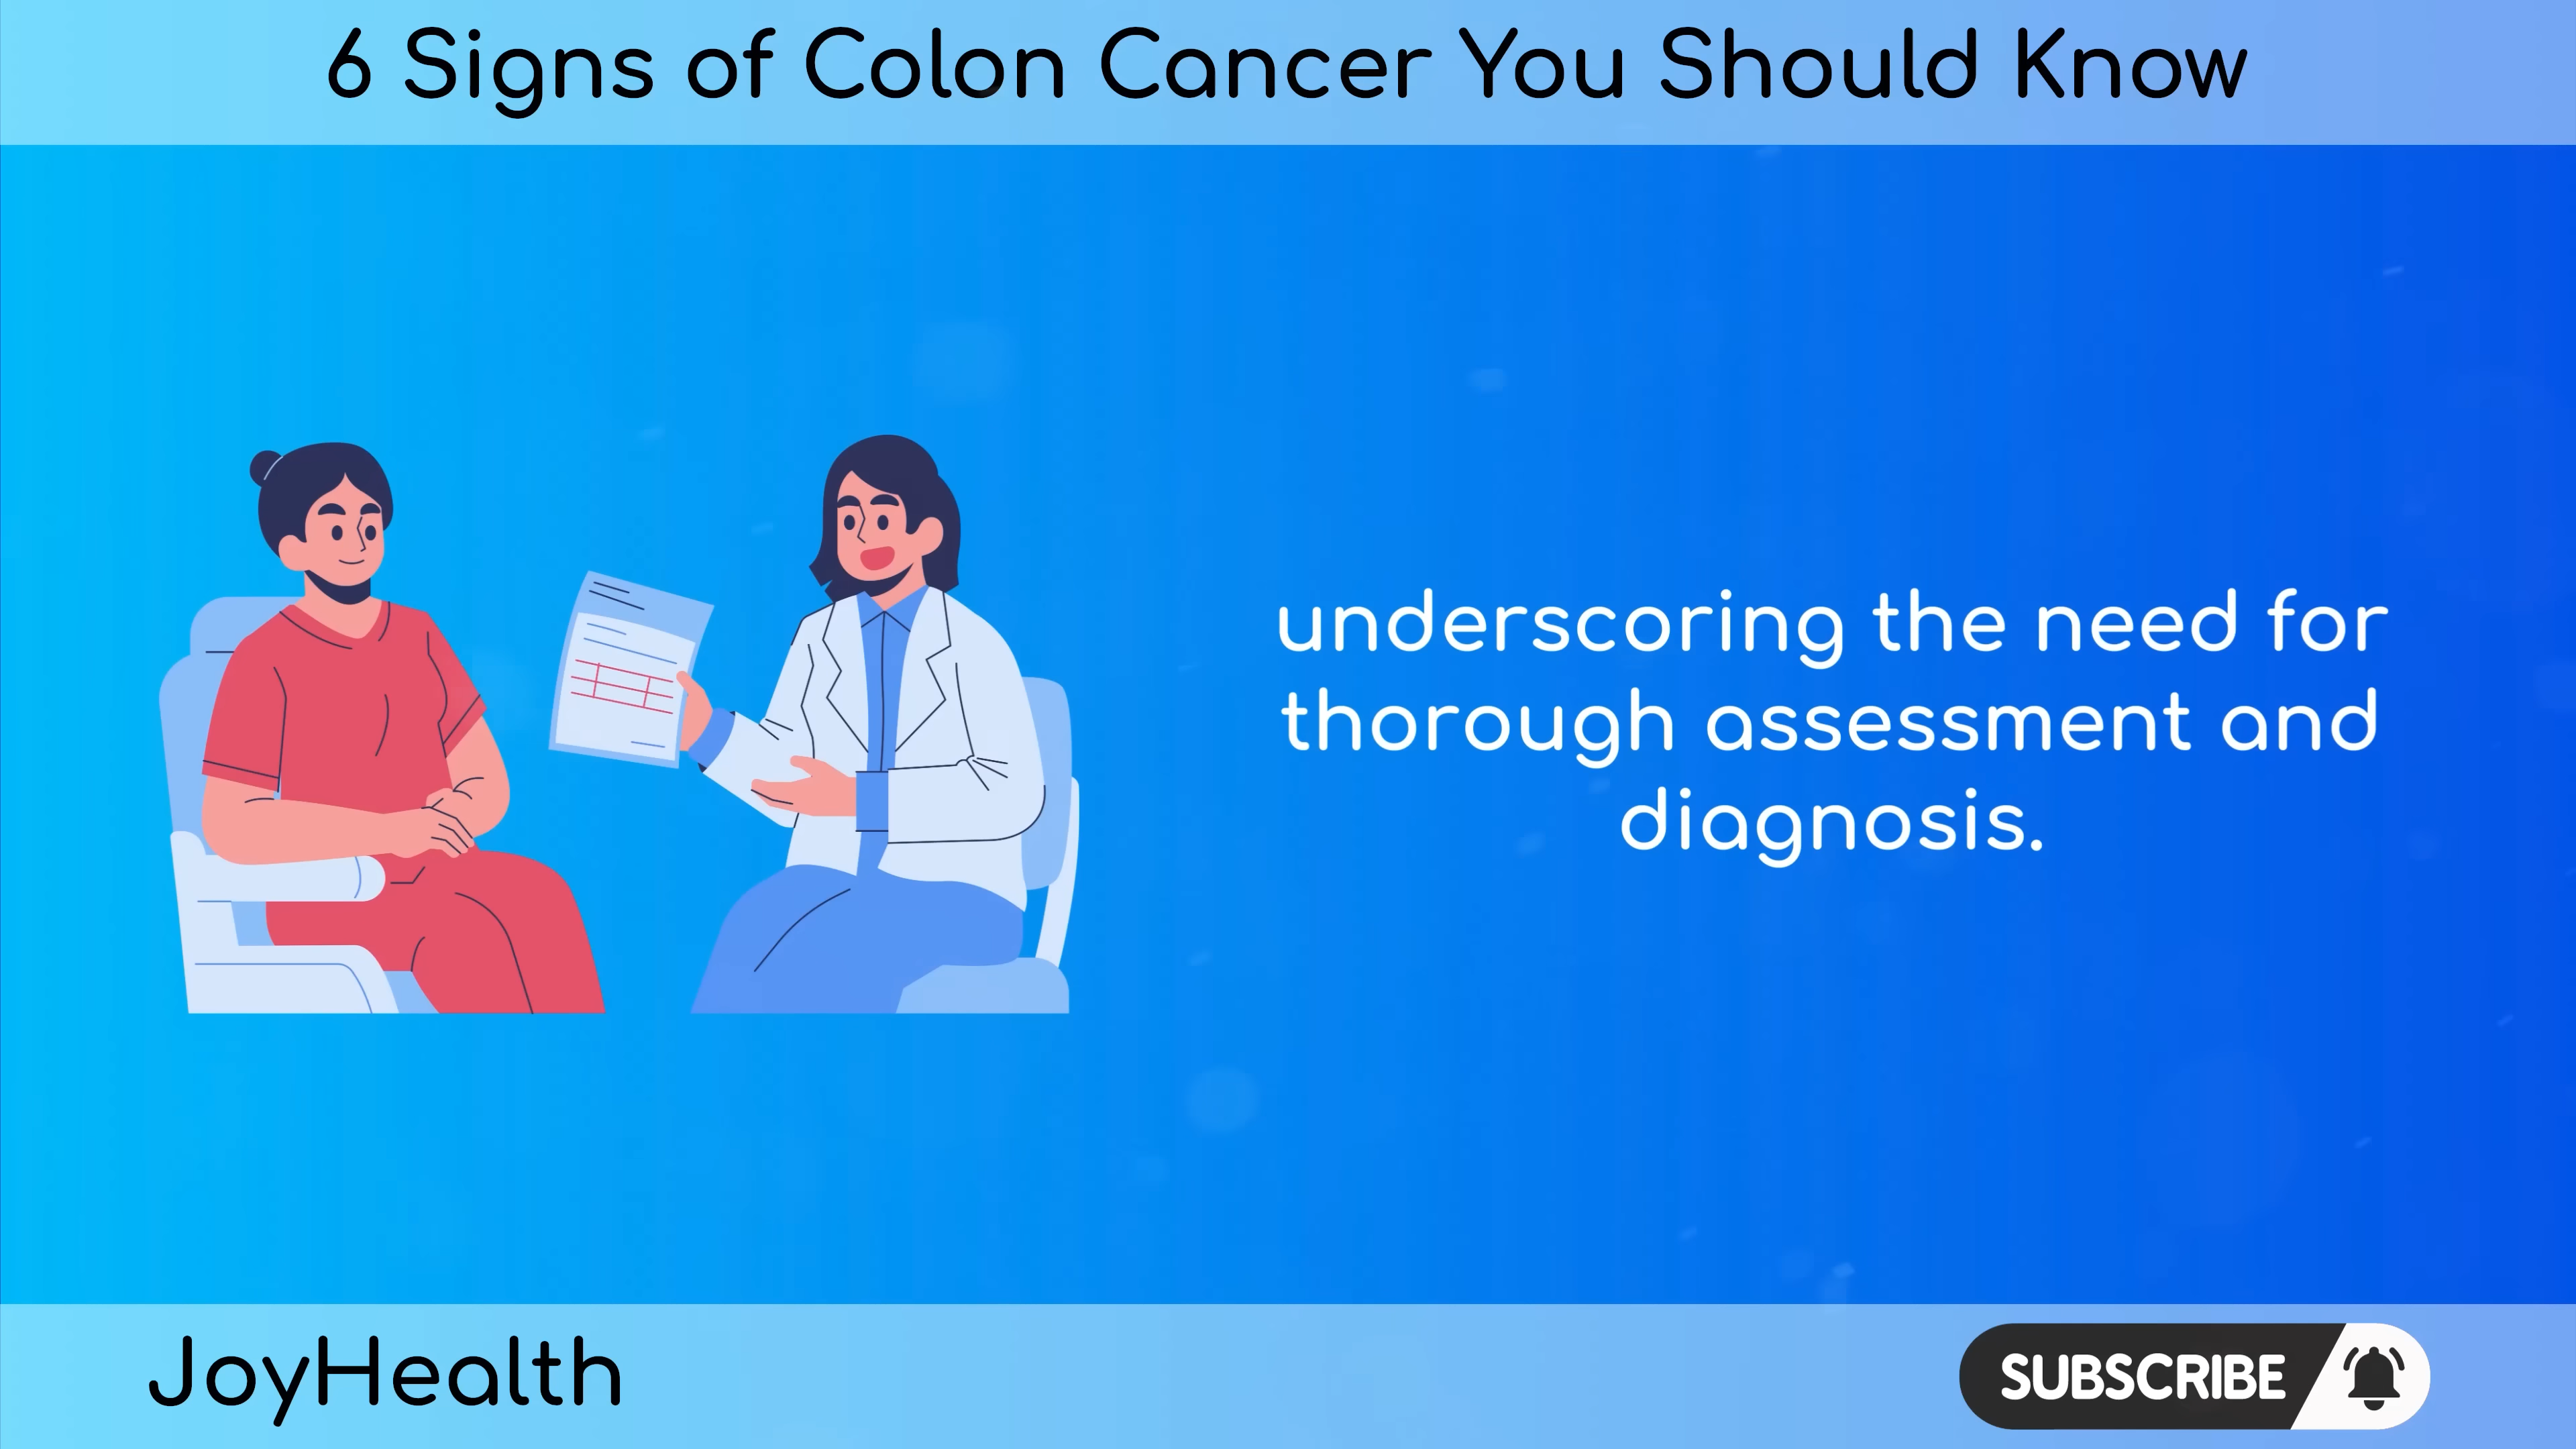 6 Signs of Colon Cancer You Should Know
underscoring the need for
thorough assessment and
diagnosis.
JoyHealth
SUBSCRIBE